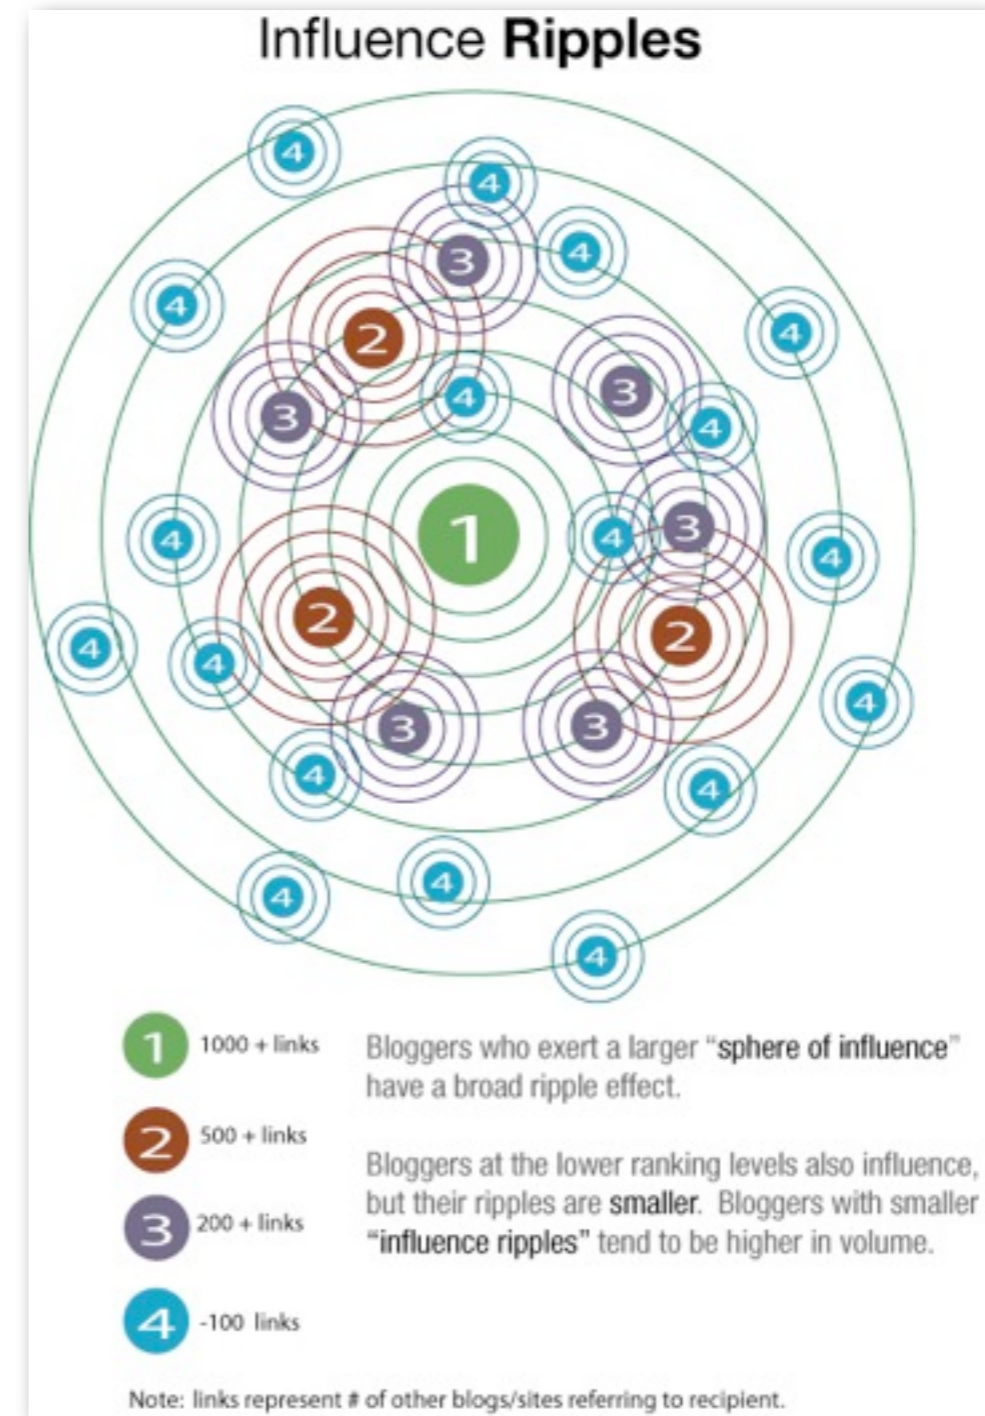 Influence Ripples
4
4
3
4
4
4
2
3
4
3
4
1
4
3
4
4
2
2
4
4
4
3
3
4
4
4
4
4
1 1000 + links
2 500 + links
3 200 + links
4 -100 links
Bloggers who exert a larger “sphere of influence”
have a broad ripple effect.
Bloggers at the lower ranking levels also influence,
but their ripples are smaller. Bloggers with smaller
“influence ripples” tend to be higher in volume.
Note: links represent # of other blogs/sites referring to recipient.